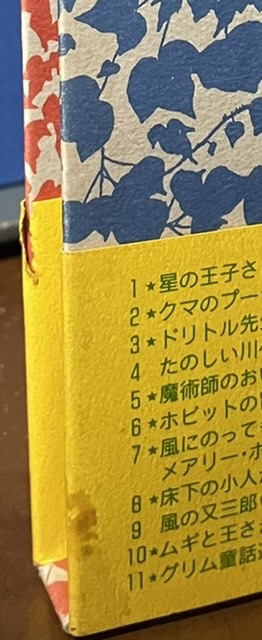 1★星の王子さ
2★クマのプー
3★ドリトル先
4 たのしい川
5★魔術師のお
6★ホビットの
7★風にのって
メアリー・ポ
8★床下の小人
9 風の又三郎
10★ムギと王さ
11★グリム童話